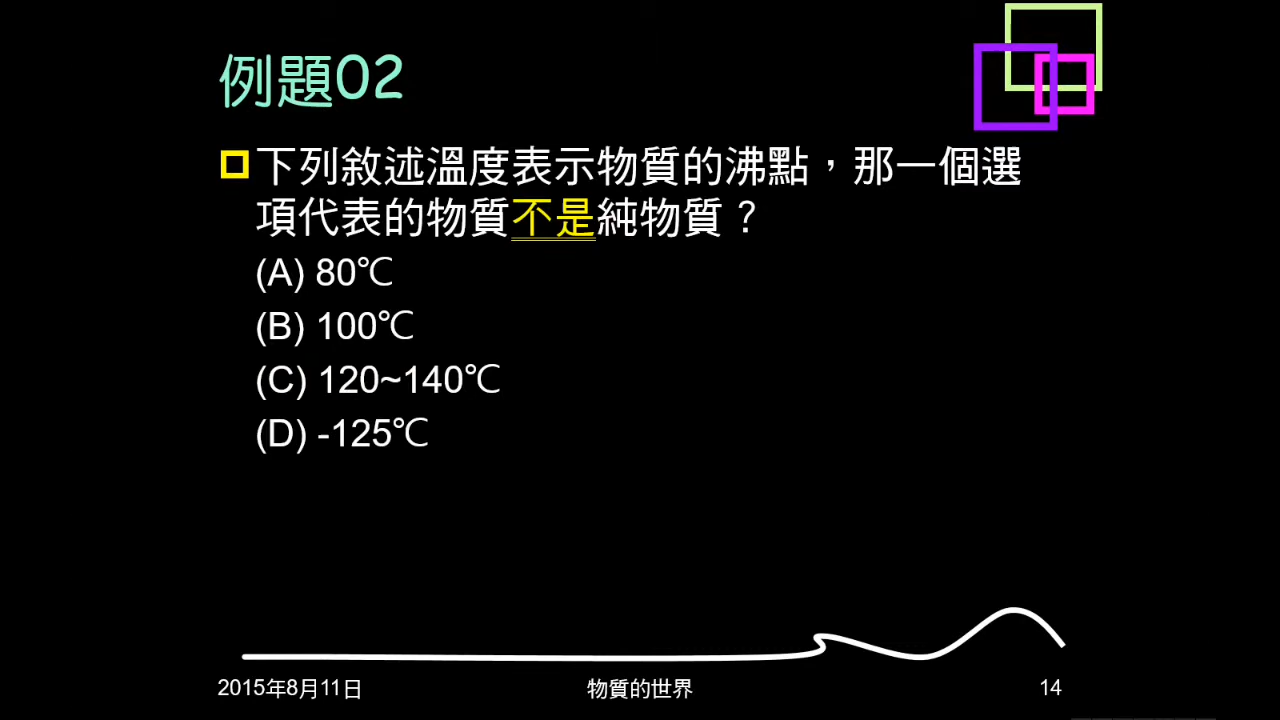 例題02
下列敘述溫度表示物質的沸點，那一個選
項代表的物質不是純物質？
(A) 80℃
(B) 100℃
(C) 120~140℃
(D) -125℃
2015年8月11日
物質的世界
14